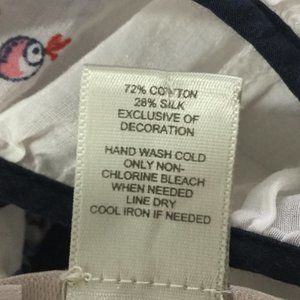 72% COTTON
28% SILK
EXCLUSIVE OF
DECORATION
HAND WASH COLD
ONLY NON-
CHLORINE BLEACH
WHEN NEEDED
LINE DRY
COOL IRON IF NEEDED